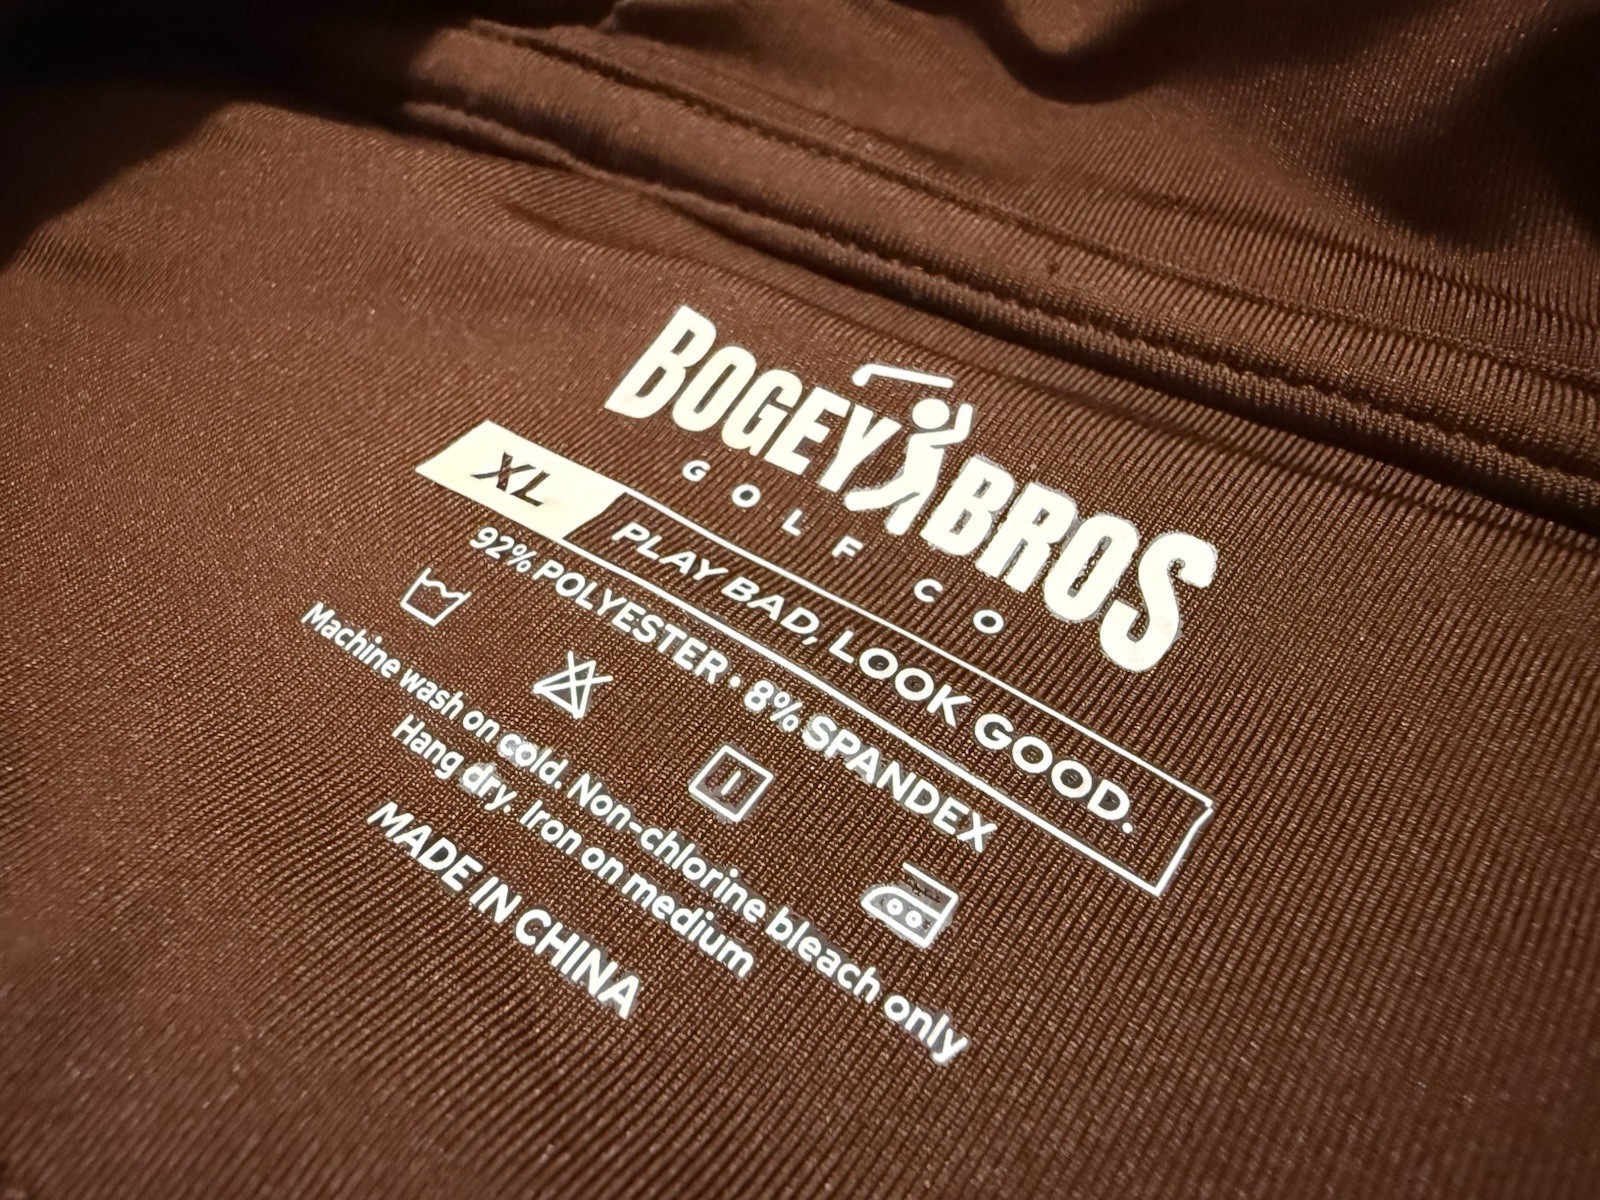 BOGEY BROS
GOLF CO
XL PLAY BAD, LOOK GOOD.
92% POLYESTER • 8% SPANDEX
Machine wash on cold. Non-chlorine bleach only
Hang dry. Iron on medium
MADE IN CHINA